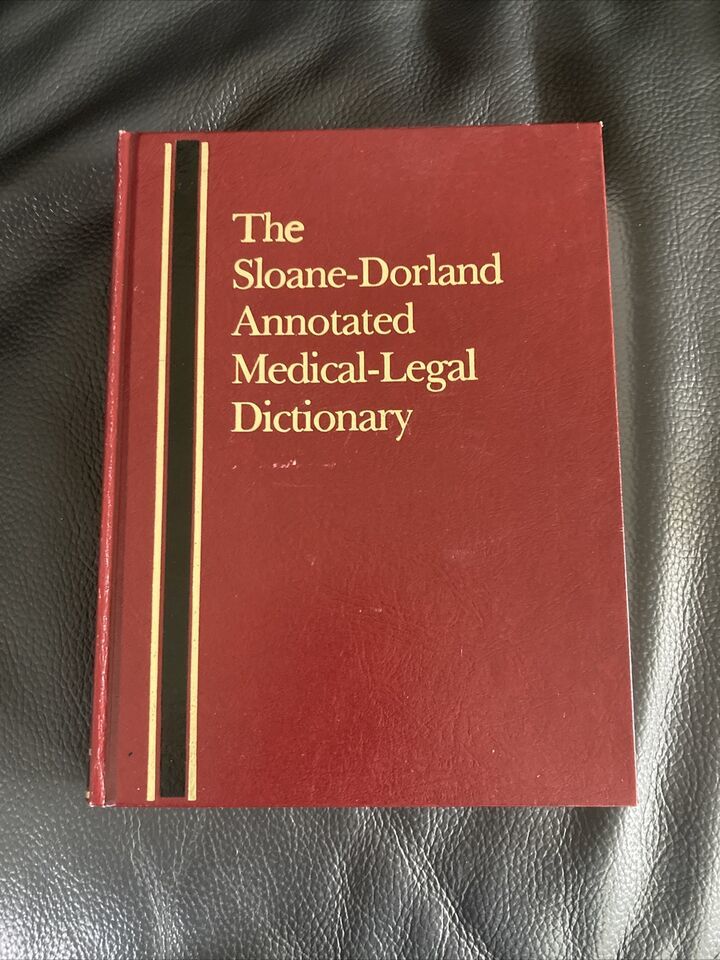 The
Sloane-Dorland
Annotated
Medical-Legal
Dictionary